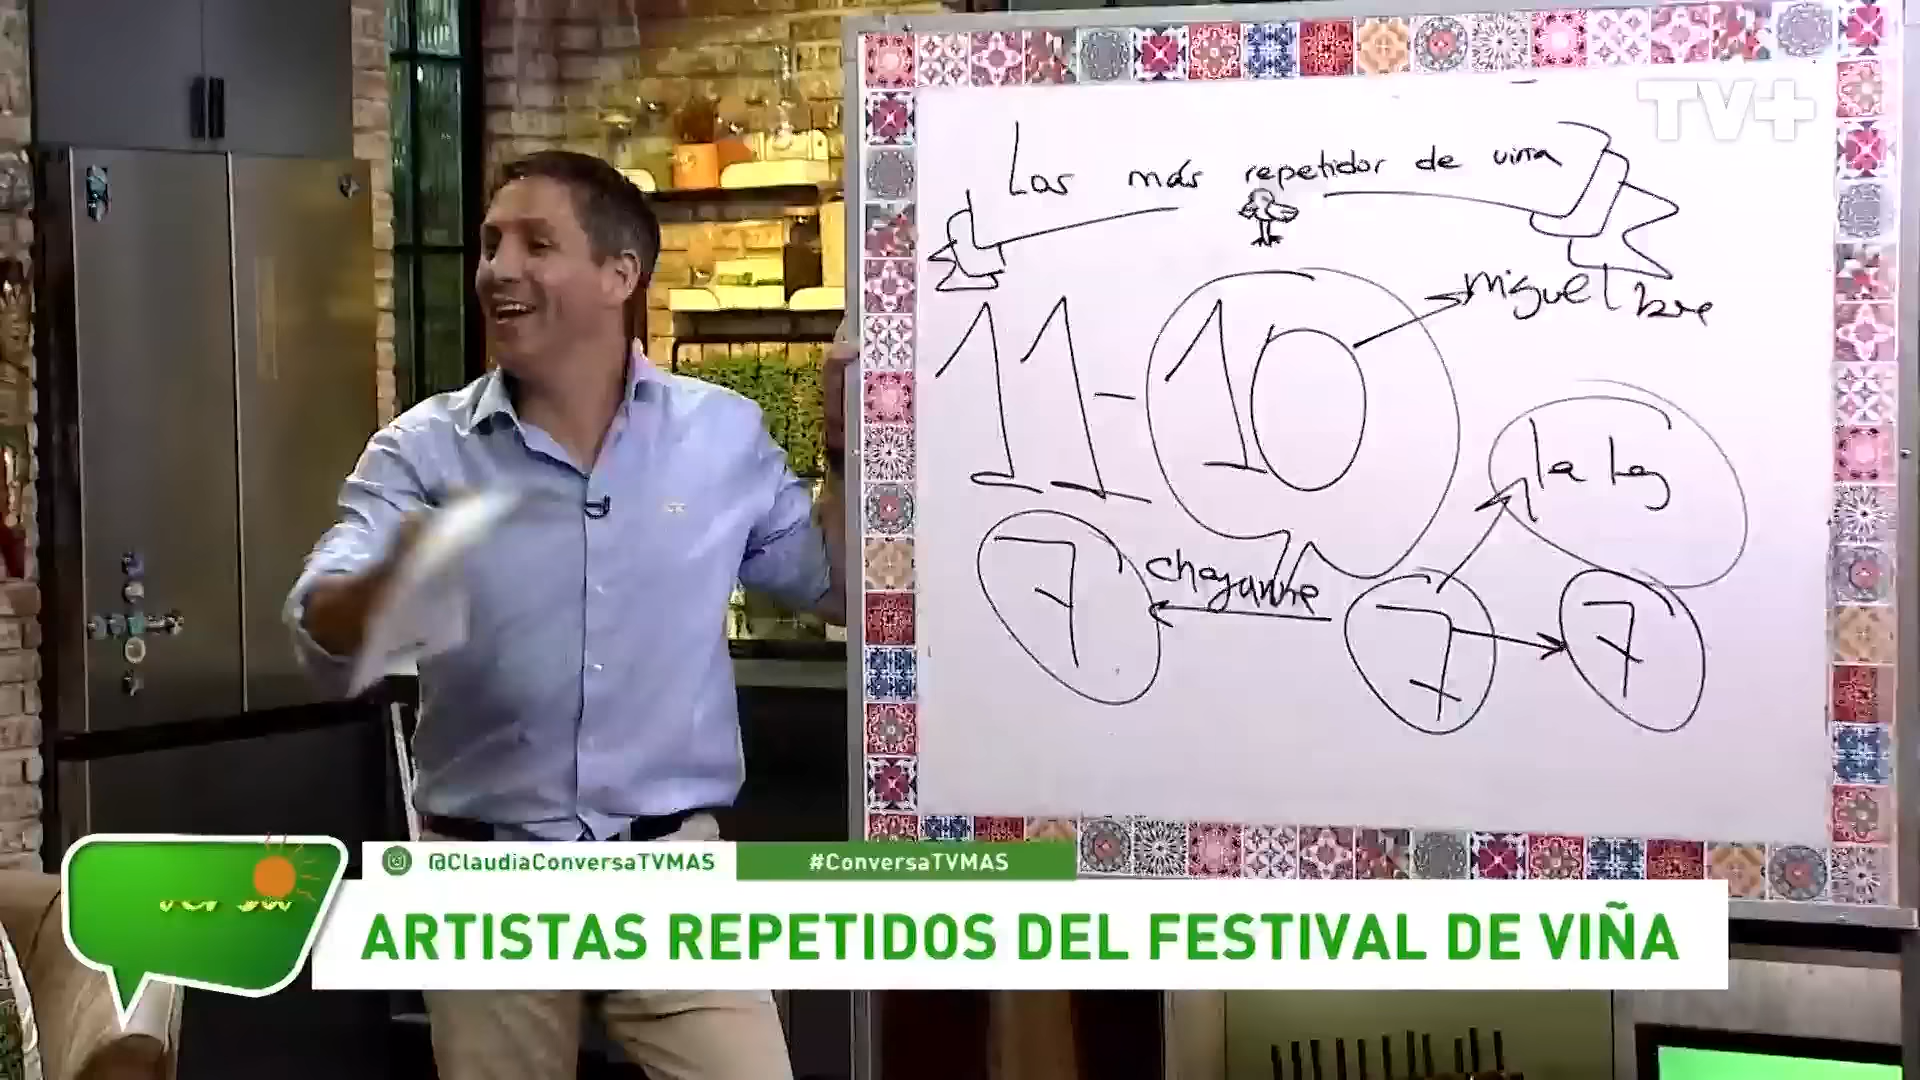 TV+
Los más repetidor de viña
11-10
miguel bose
la ley
7 chayanne 7 7
@ClaudiaConversaTVMAS #ConversaTVMAS
ARTISTAS REPETIDOS DEL FESTIVAL DE VIÑA